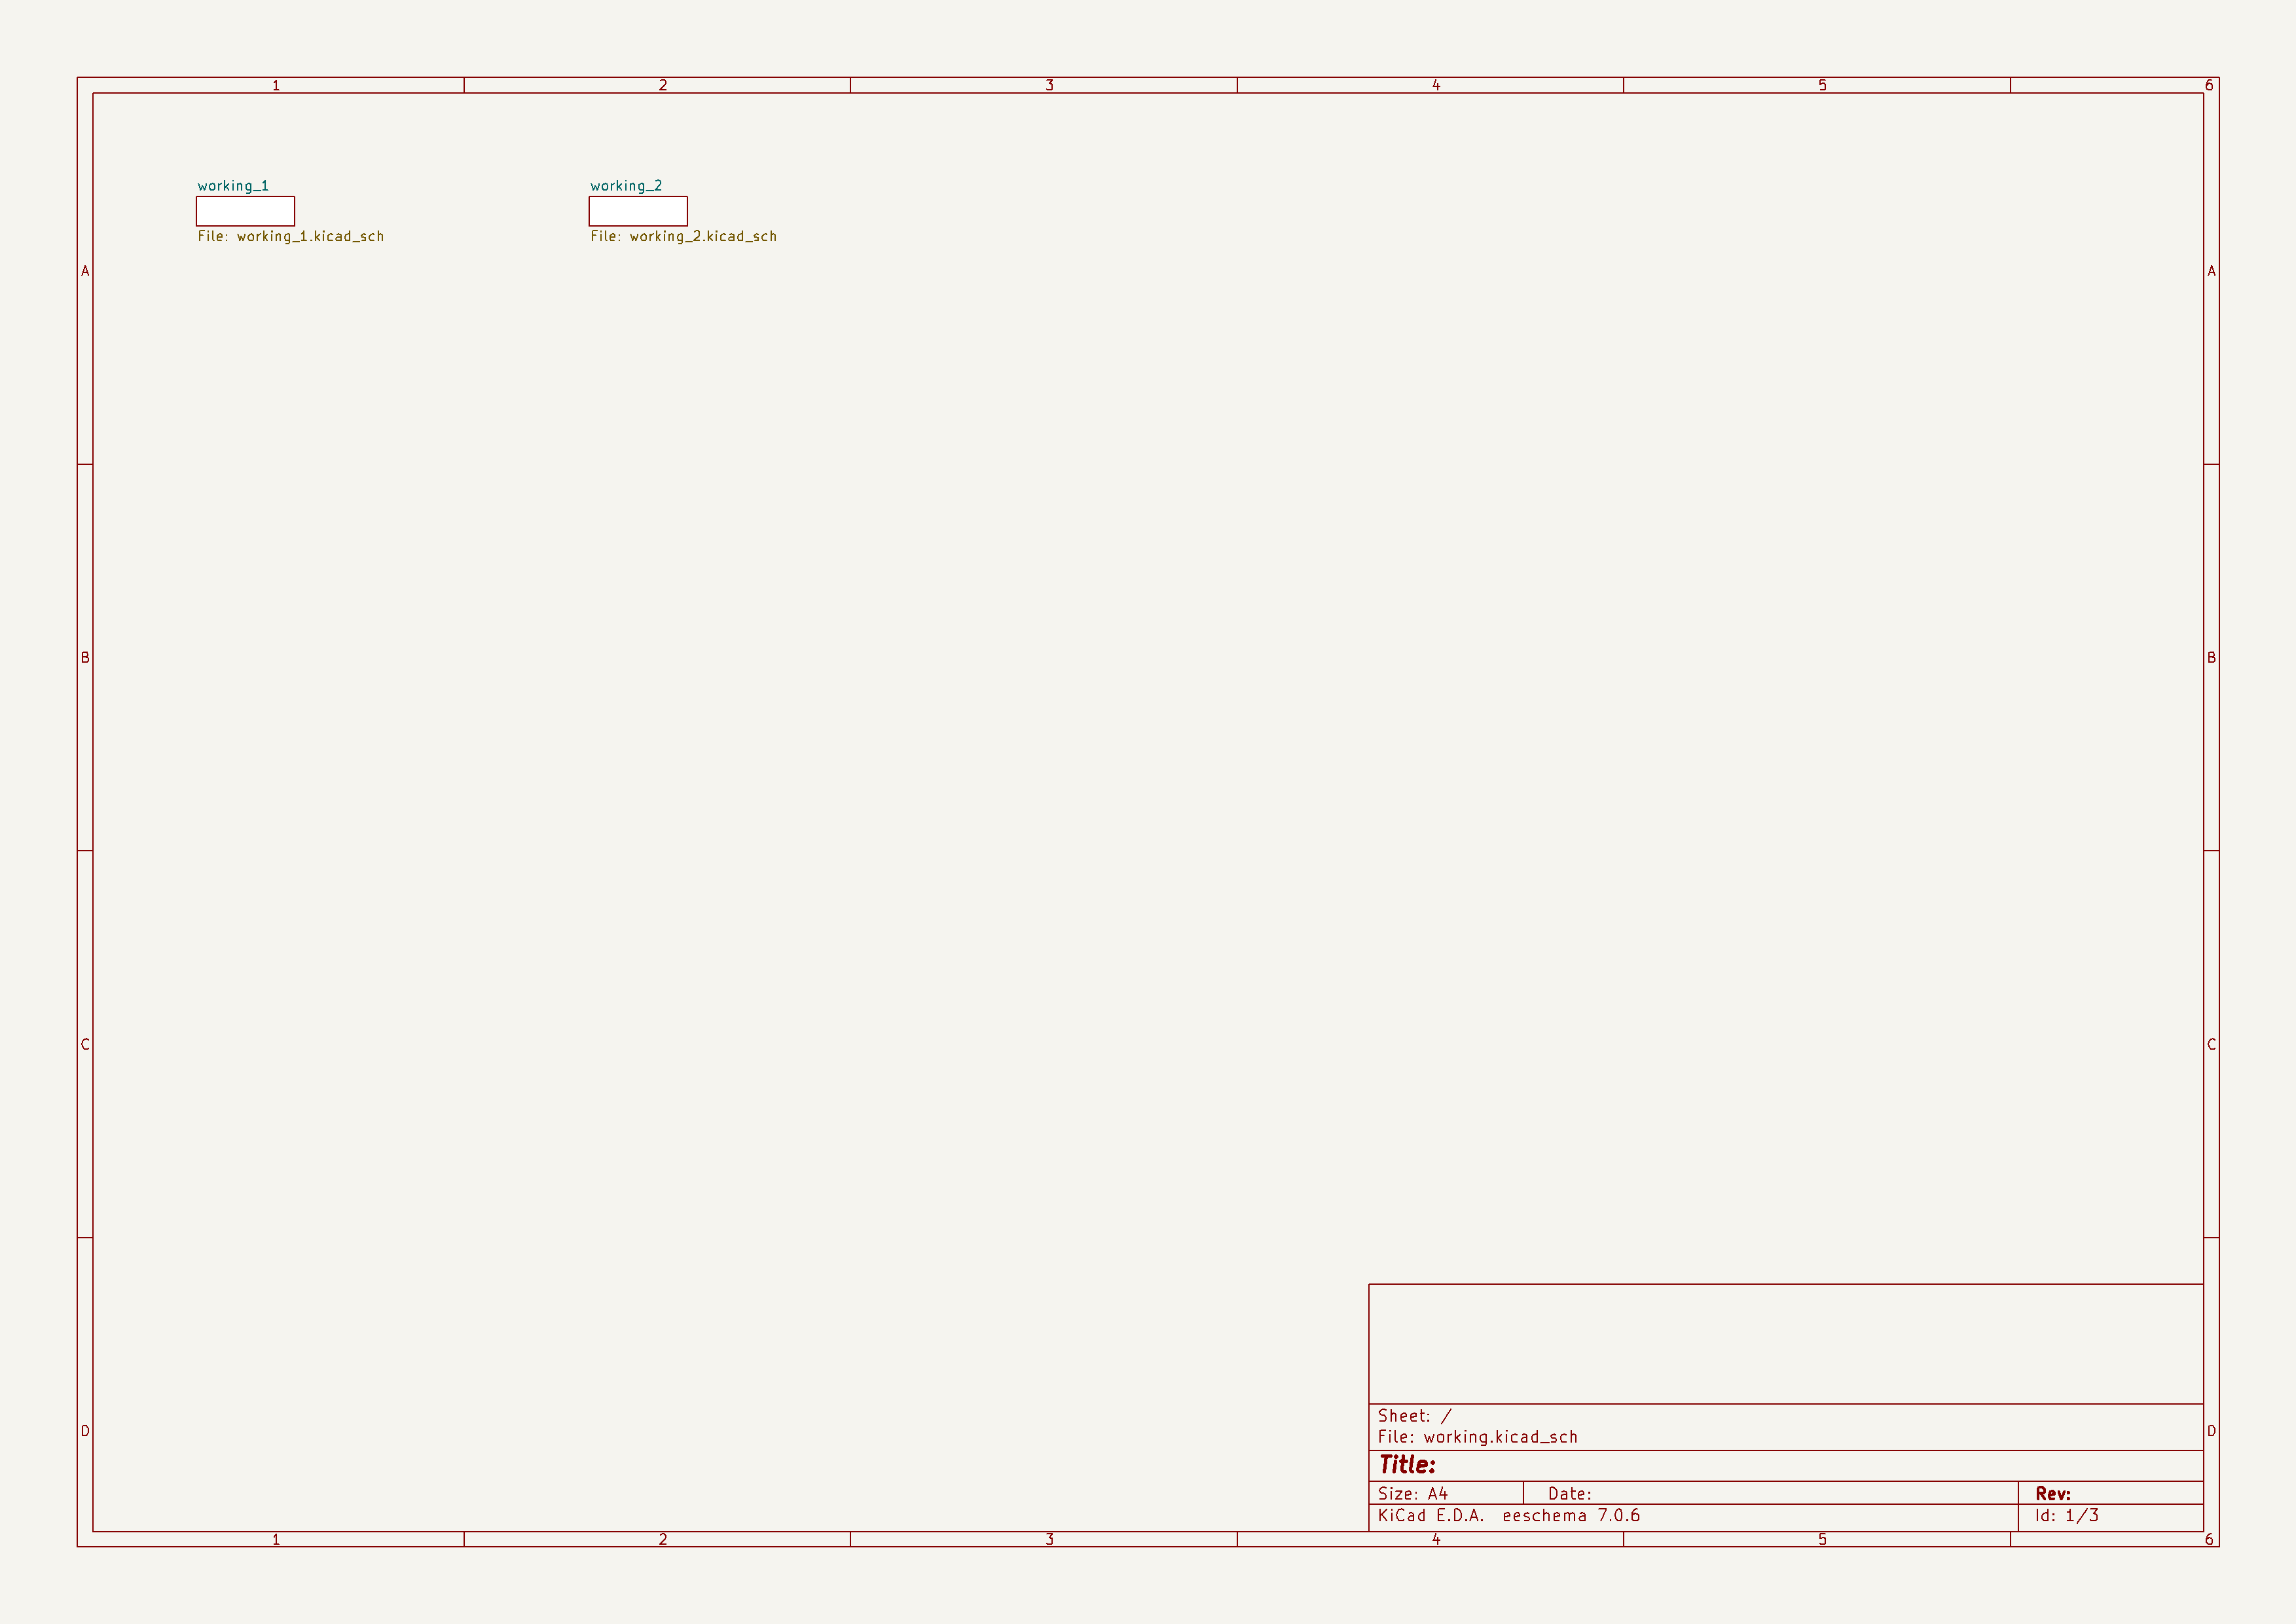 1 2 3 4 5 6
working_1 working_2
File: working_1.kicad_sch File: working_2.kicad_sch
A A
B B
C C
Sheet: /
File: working.kicad_sch
D D
Title:
Size: A4 Date: Rev:
KiCad E.D.A. eeschema 7.0.6 Id: 1/3
1 2 3 4 5 6